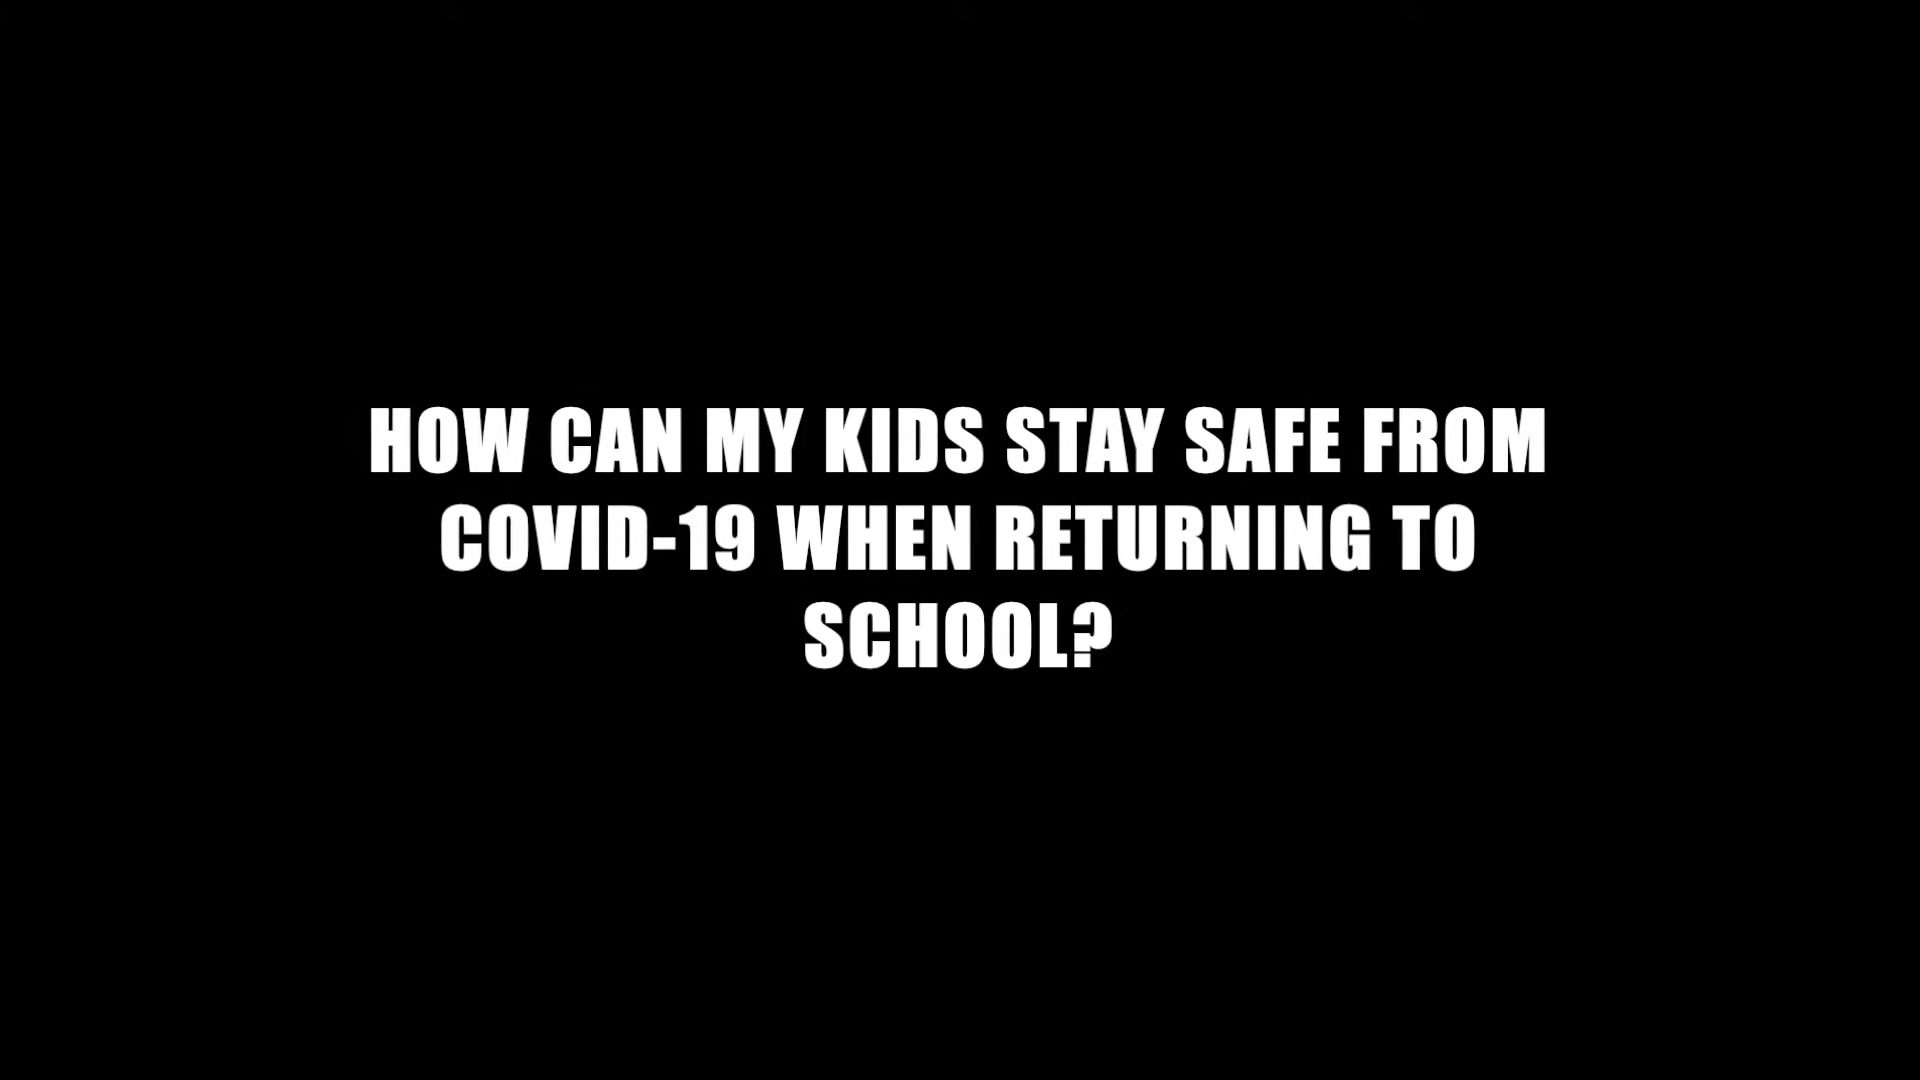 HOW CAN MY KIDS STAY SAFE FROM
COVID-19 WHEN RETURNING TO
SCHOOL?